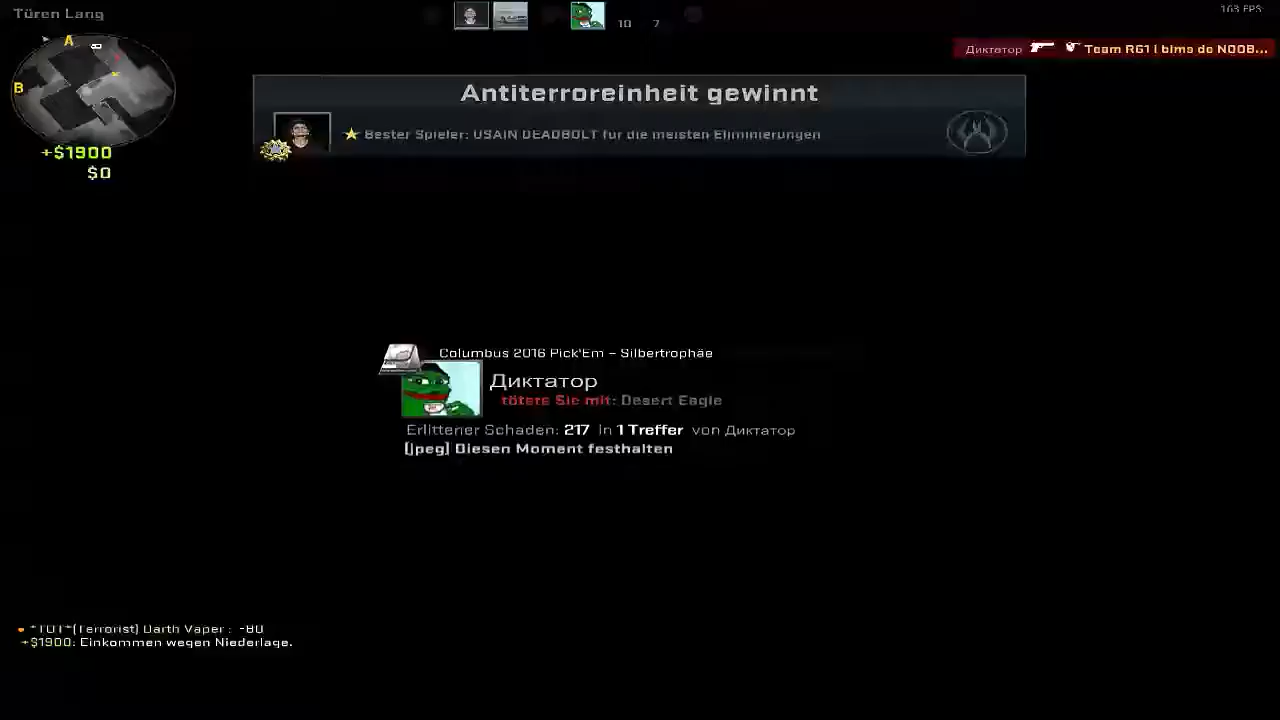 Türen Lang
10 7
163 FPS
A
B
Диктатор Team RG1 | bims da NOOB...
Antiterroreinheit gewinnt
Bester Spieler: USAIN DEADBOLT für die meisten Eliminierungen
+$1900
$0
Columbus 2016 Pick'Em – Silbertrophäe
Диктатор
tötete Sie mit: Desert Eagle
Erlittener Schaden: 217 in 1 Treffer von Диктатор
[jpeg] Diesen Moment festhalten
*TOT*(Terrorist) Darth Vaper : -80
+$1900: Einkommen wegen Niederlage.